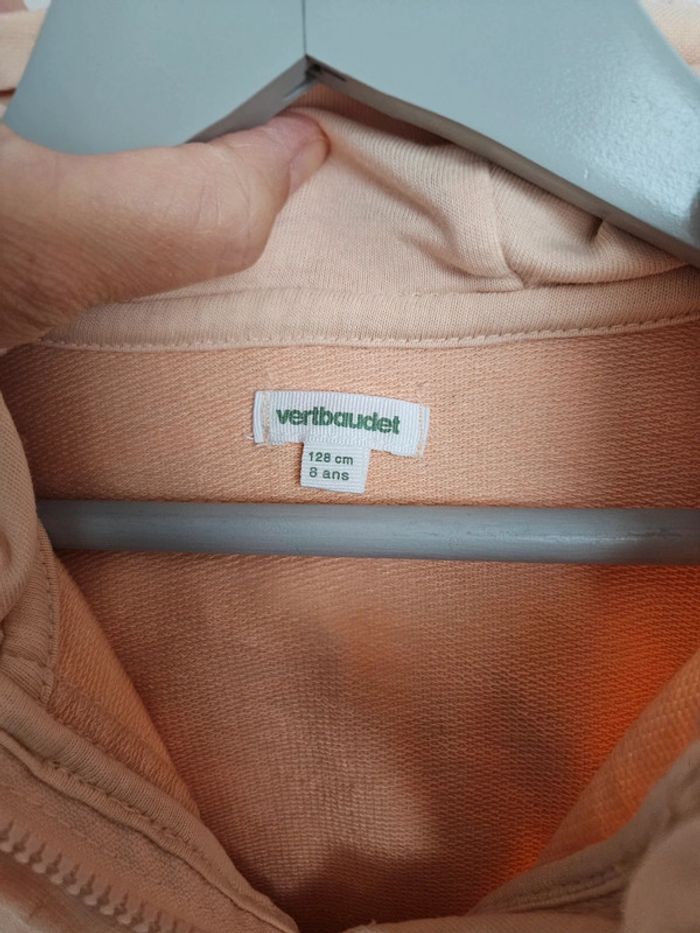 vertbaudet
128 cm
8 ans